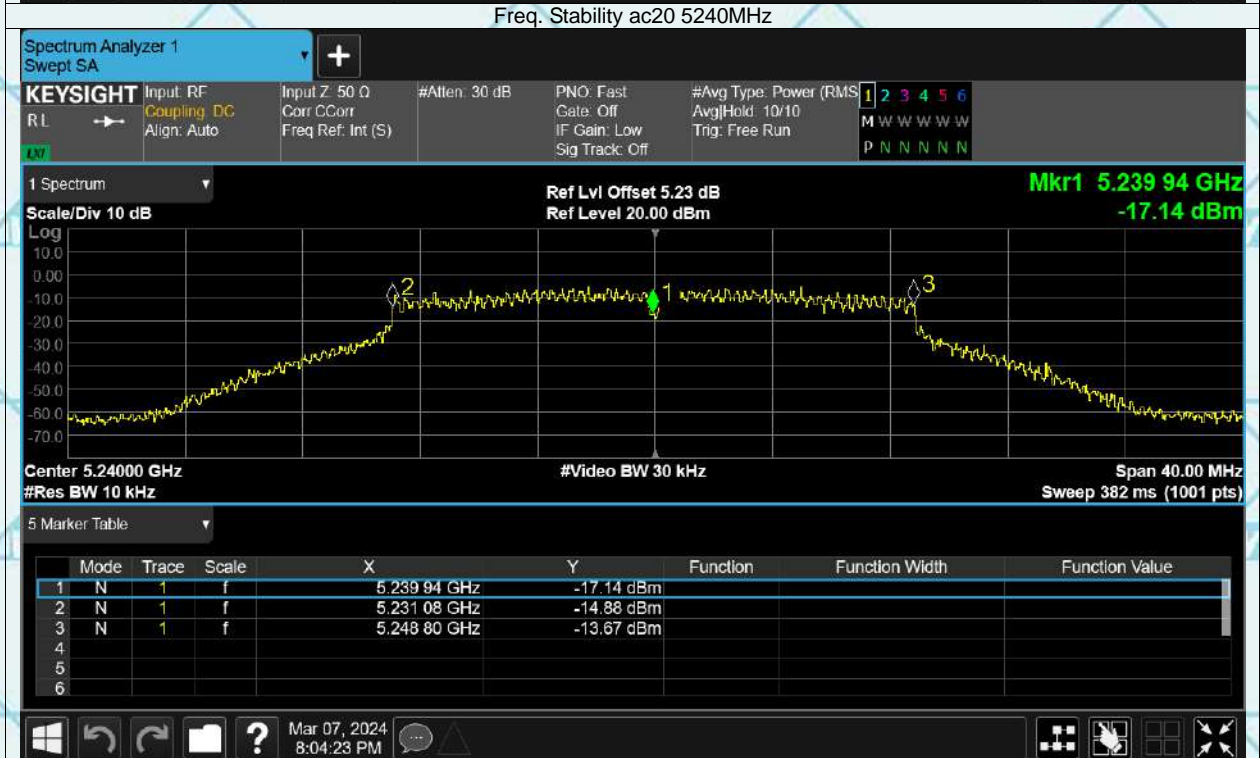 Freq. Stability ac20 5240MHz
Spectrum Analyzer 1
Swept SA
+
KEYSIGHT
RL
LXI
Input: RF
Coupling: DC
Align: Auto
Input Z: 50 Ω
Corr CCorr
Freq Ref: Int (S)
#Atten: 30 dB
PNO: Fast
Gate: Off
IF Gain: Low
Sig Track: Off
#Avg Type: Power (RMS
Avg|Hold: 10/10
Trig: Free Run
1 2 3 4 5 6
M W W W W W
P N N N N N
1 Spectrum
Scale/Div 10 dB
Ref Lvl Offset 5.23 dB
Ref Level 20.00 dBm
Mkr1 5.239 94 GHz
-17.14 dBm
Log
10.0
0.00
-10.0
-20.0
-30.0
-40.0
-50.0
-60.0
-70.0
2
1
3
Center 5.24000 GHz
#Res BW 10 kHz
#Video BW 30 kHz
Span 40.00 MHz
Sweep 382 ms (1001 pts)
5 Marker Table
Mode Trace Scale X Y Function Function Width Function Value
1 N 1 f 5.239 94 GHz -17.14 dBm
2 N 1 f 5.231 08 GHz -14.88 dBm
3 N 1 f 5.248 80 GHz -13.67 dBm
4
5
6
?
Mar 07, 2024
8:04:23 PM